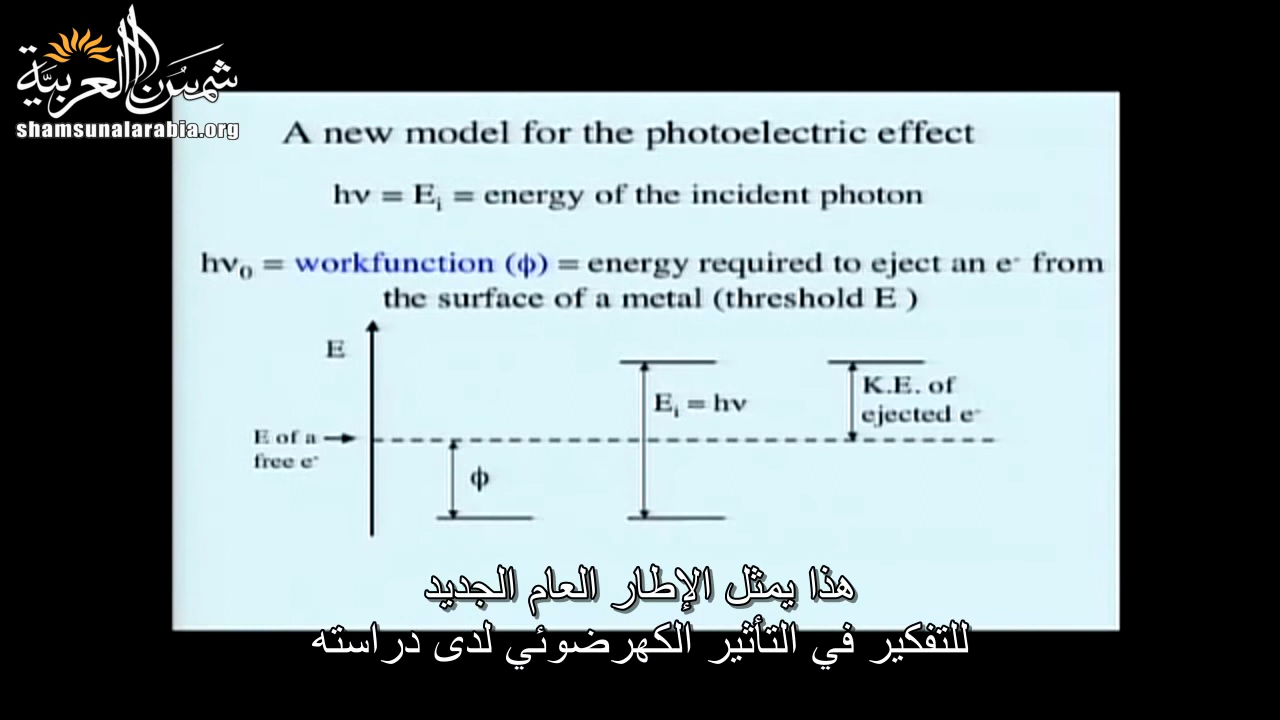 شمسن العربية
shamsunalarabia.org
A new model for the photoelectric effect
hν = Eᵢ = energy of the incident photon
hν₀ = workfunction (ϕ) = energy required to eject an e⁻ from
the surface of a metal (threshold E )
E
Eᵢ = hν
K.E. of
ejected e⁻
E of a
free e⁻
ϕ
هذا يمثل الإطار العام الجديد
للتفكير في التأثير الكهرضوئي لدى دراسته